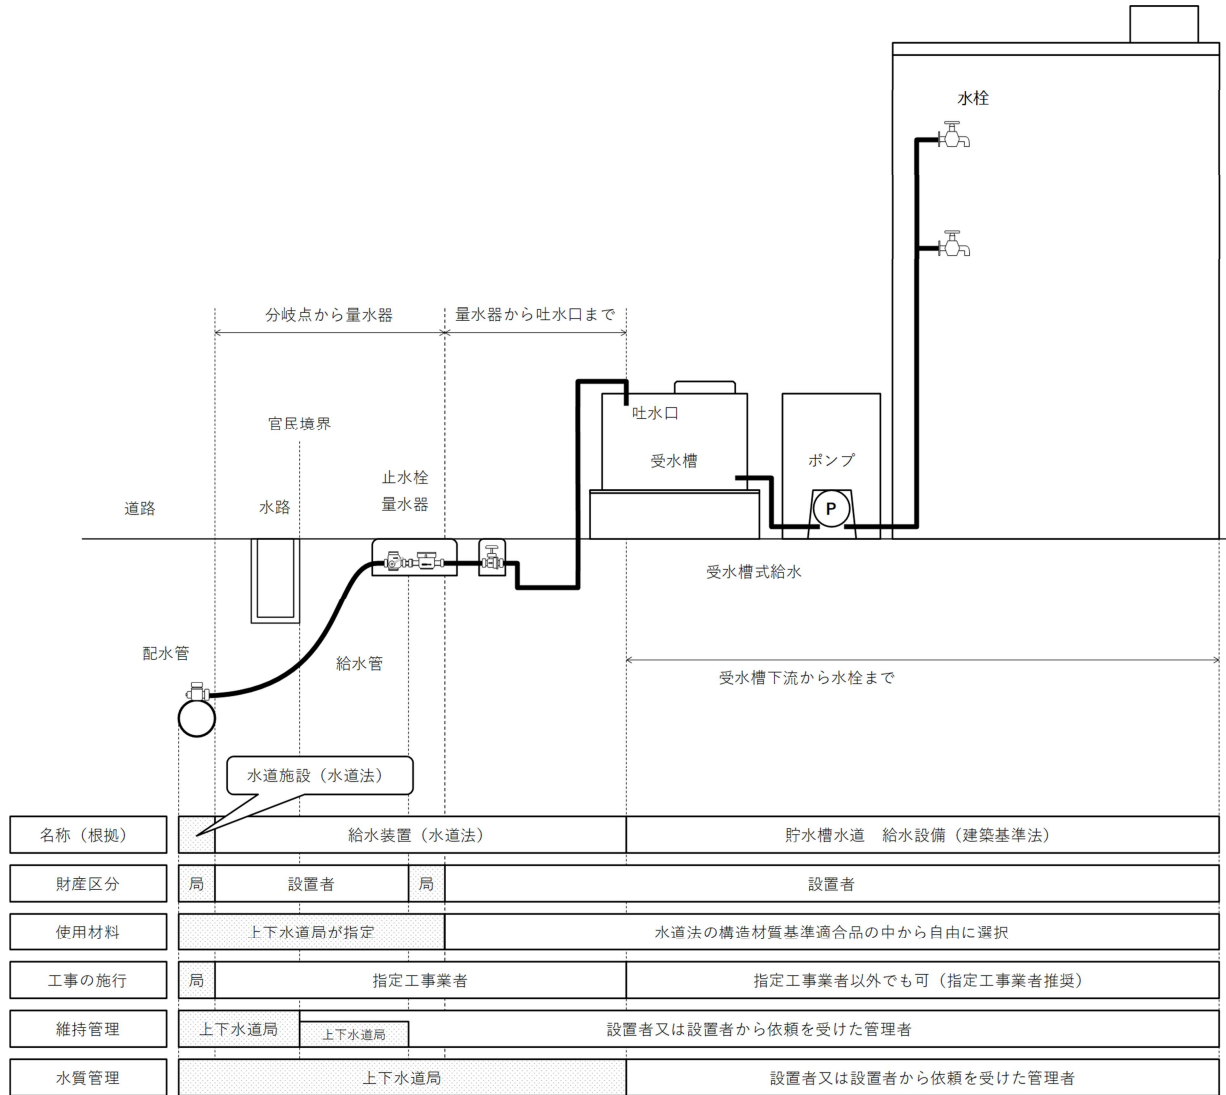 水栓
分岐点から量水器
量水器から吐水口まで
官民境界
吐水口
止水栓
量水器
受水槽
ポンプ
道路
水路
P
受水槽式給水
配水管
給水管
受水槽下流から水栓まで
水道施設（水道法）
名称（根拠）
給水装置（水道法）
貯水槽水道　給水設備（建築基準法）
財産区分
局
設置者
局
設置者
使用材料
上下水道局が指定
水道法の構造材質基準適合品の中から自由に選択
工事の施行
局
指定工事業者
指定工事業者以外でも可（指定工事業者推奨）
維持管理
上下水道局
上下水道局
設置者又は設置者から依頼を受けた管理者
水質管理
上下水道局
設置者又は設置者から依頼を受けた管理者